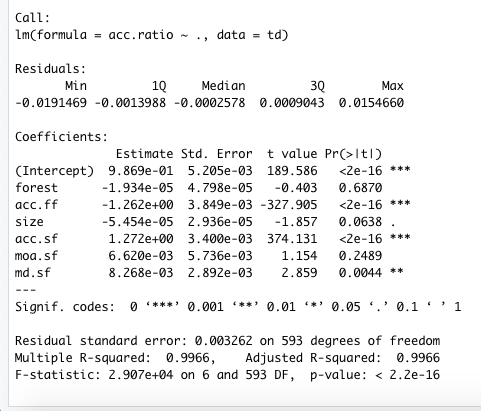 Call:
lm(formula = acc.ratio ~ ., data = td)
Residuals:
Min 1Q Median 3Q Max
-0.0191469 -0.0013988 -0.0002578 0.0009043 0.0154660
Coefficients:
Estimate Std. Error t value Pr(>|t|)
(Intercept) 9.869e-01 5.205e-03 189.586 <2e-16 ***
forest -1.934e-05 4.798e-05 -0.403 0.6870
acc.ff -1.262e+00 3.849e-03 -327.905 <2e-16 ***
size -5.454e-05 2.936e-05 -1.857 0.0638 .
acc.sf 1.272e+00 3.400e-03 374.131 <2e-16 ***
moa.sf 6.620e-03 5.736e-03 1.154 0.2489
md.sf 8.268e-03 2.892e-03 2.859 0.0044 **
---
Signif. codes: 0 ‘***’ 0.001 ‘**’ 0.01 ‘*’ 0.05 ‘.’ 0.1 ‘ ’ 1
Residual standard error: 0.003262 on 593 degrees of freedom
Multiple R-squared: 0.9966, Adjusted R-squared: 0.9966
F-statistic: 2.907e+04 on 6 and 593 DF, p-value: < 2.2e-16